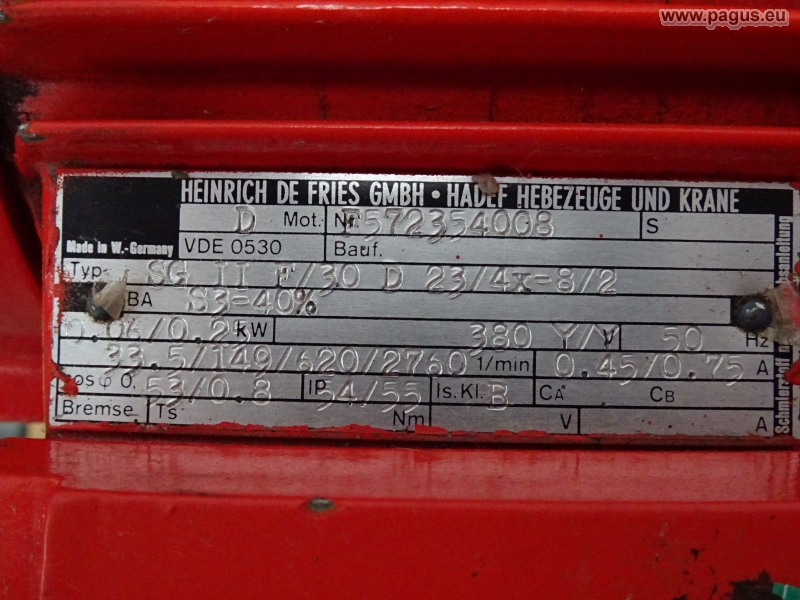 www.pagus.eu
HEINRICH DE FRIES GMBH · HADEF HEBEZEUGE UND KRANE
D Mot. Nr. 7572354008 S
Made in W.-Germany VDE 0530 Bauf.
Typ SG II F/30 D 23/4x-8/2
BA S3-40%
0.06/0.25 kW 380 Y/Y V 50 Hz
33.5/149/620/2760 1/min 0.45/0.75 A
cos φ 0. 53/0.8 IP 54/55 Is.Kl. B CA CB
Bremse Ts Nm V A